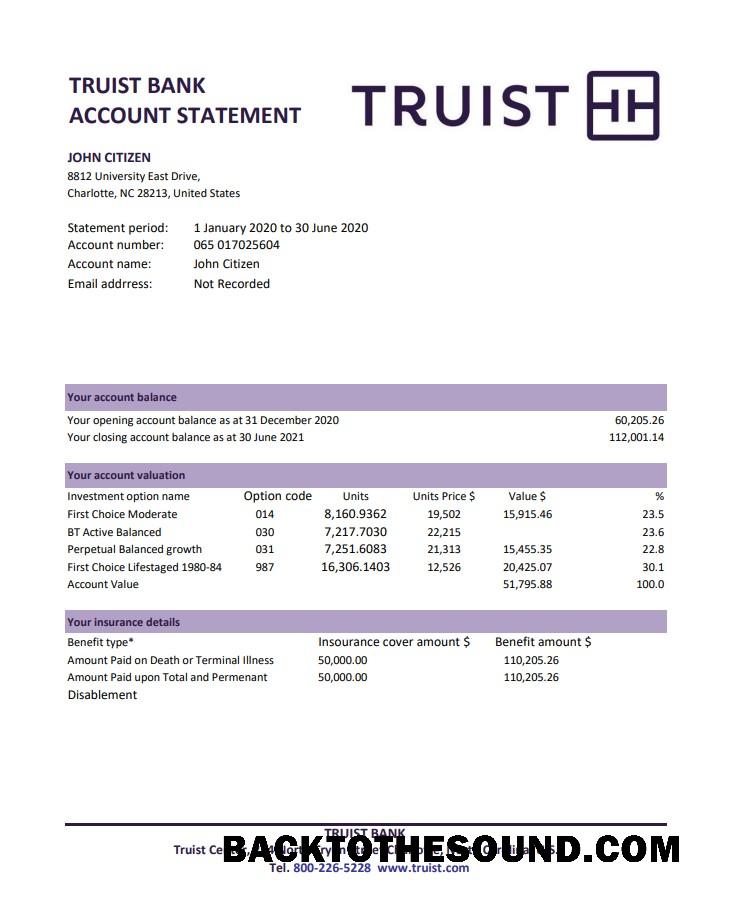 TRUIST BANK
ACCOUNT STATEMENT
TRUIST
JOHN CITIZEN
8812 University East Drive,
Charlotte, NC 28213, United States
Statement period: 1 January 2020 to 30 June 2020
Account number: 065 017025604
Account name: John Citizen
Email addrress: Not Recorded
Your account balance
Your opening account balance as at 31 December 2020 60,205.26
Your closing account balance as at 30 June 2021 112,001.14
Your account valuation
Investment option name Option code Units Units Price $ Value $ %
First Choice Moderate 014 8,160.9362 19,502 15,915.46 23.5
BT Active Balanced 030 7,217.7030 22,215 23.6
Perpetual Balanced growth 031 7,251.6083 21,313 15,455.35 22.8
First Choice Lifestaged 1980-84 987 16,306.1403 12,526 20,425.07 30.1
Account Value 51,795.88 100.0
Your insurance details
Benefit type* Insourance cover amount $ Benefit amount $
Amount Paid on Death or Terminal Illness 50,000.00 110,205.26
Amount Paid upon Total and Permenant 50,000.00 110,205.26
Disablement
TRUIST BANK
Truist
BACKTOTHESOUND.COM
Tel. 800-226-5228 www.truist.com